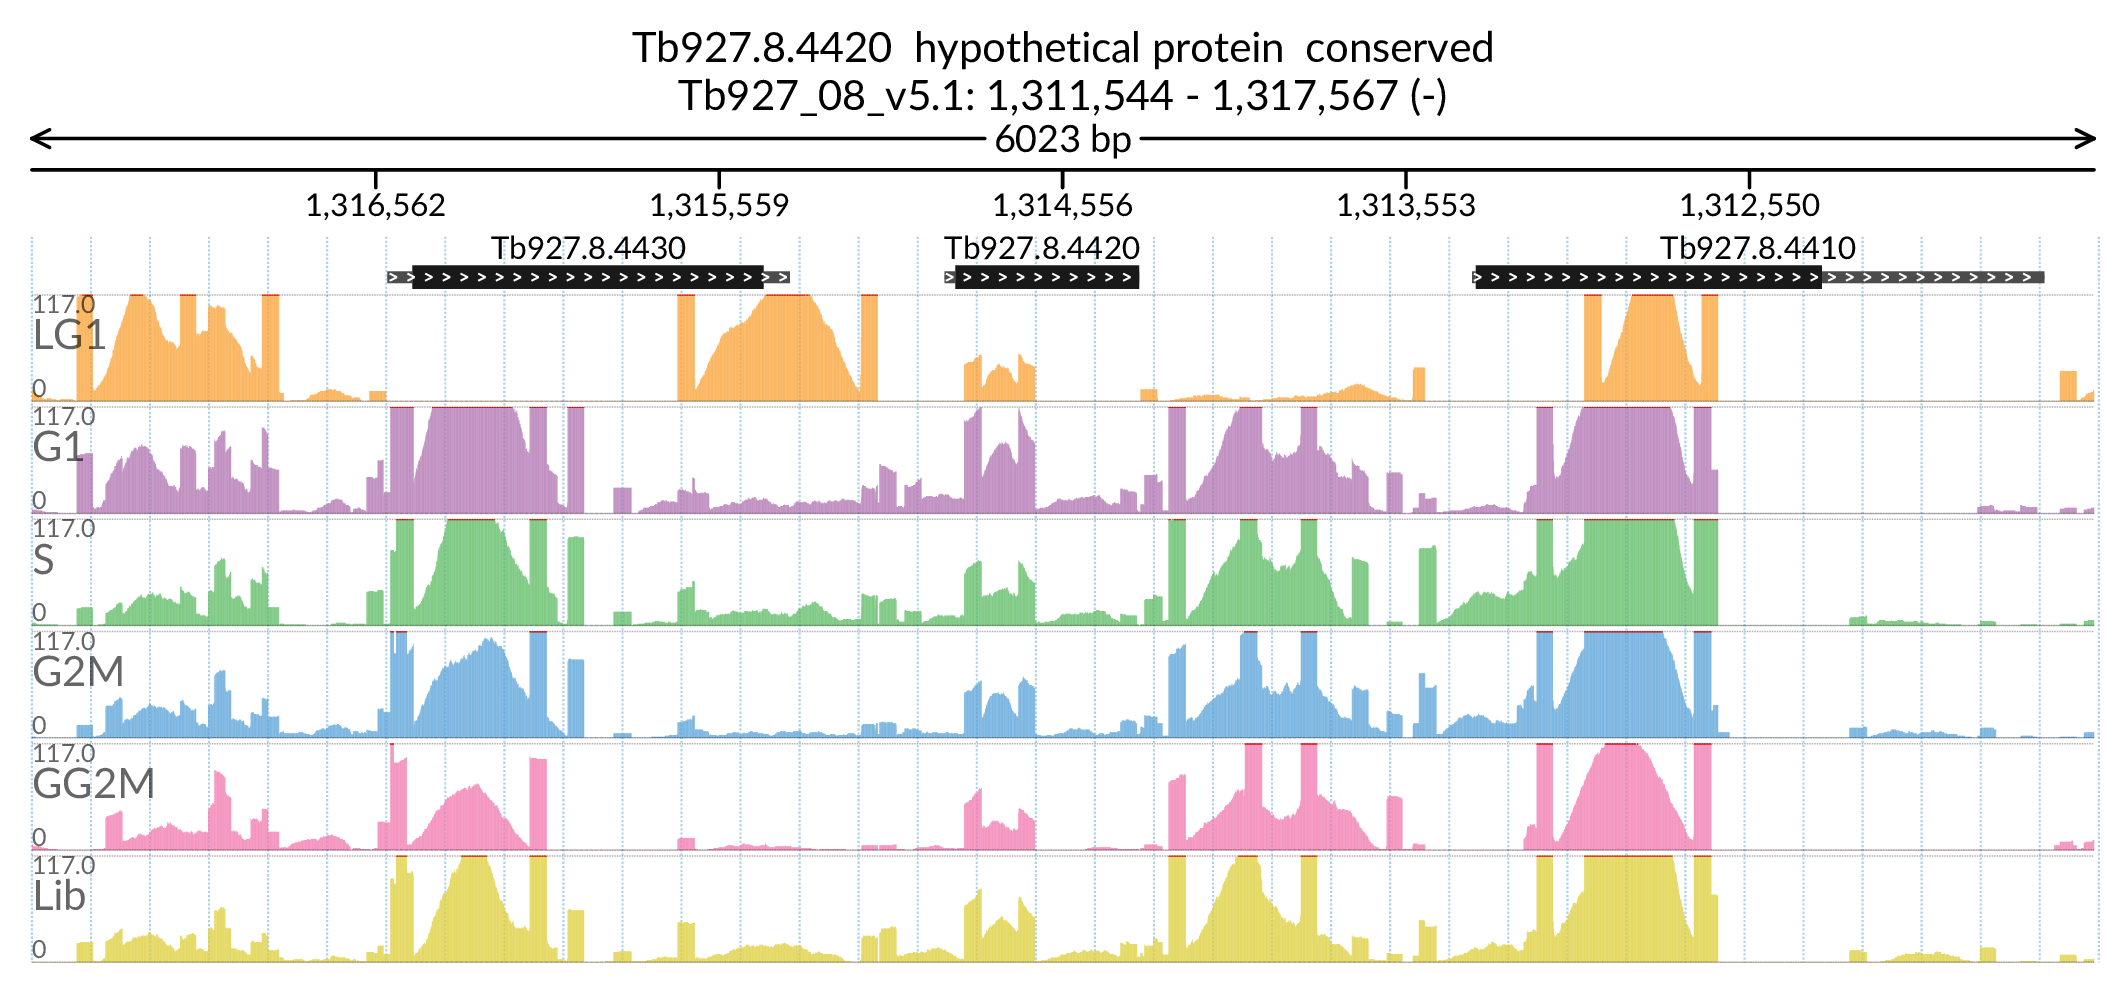 Tb927.8.4420 hypothetical protein conserved
Tb927_08_v5.1: 1,311,544 - 1,317,567 (-)
6023 bp
1,316,562 1,315,559 1,314,556 1,313,553 1,312,550
Tb927.8.4430 Tb927.8.4420 Tb927.8.4410
117.0
LG1
0
117.0
G1
0
117.0
S
0
117.0
G2M
0
117.0
GG2M
0
117.0
Lib
0